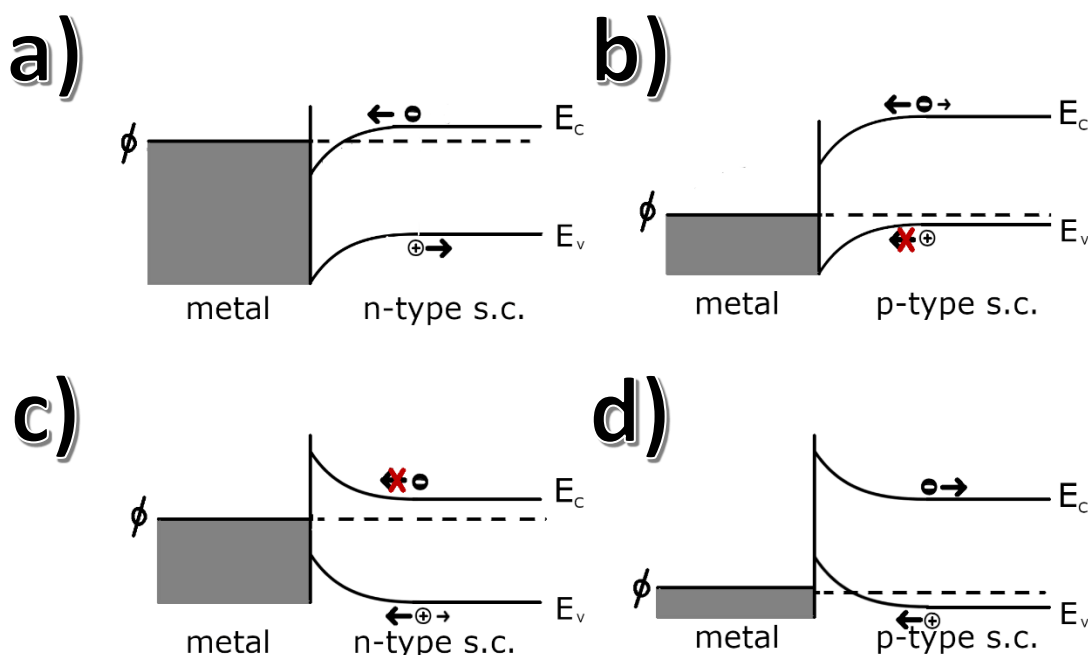 a)
ϕ
E_c
E_v
metal
n-type s.c.
b)
ϕ
E_c
E_v
metal
p-type s.c.
c)
ϕ
E_c
E_v
metal
n-type s.c.
d)
ϕ
E_c
E_v
metal
p-type s.c.